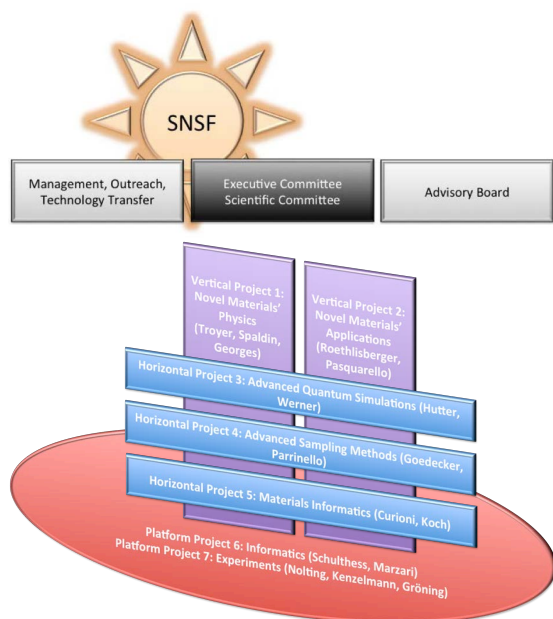 SNSF
Management, Outreach,
Technology Transfer
Executive Committee
Scientific Committee
Advisory Board
Vertical Project 1:
Novel Materials'
Physics
(Troyer, Spaldin,
Georges)
Vertical Project 2:
Novel Materials'
Applications
(Roethlisberger,
Pasquarello)
Horizontal Project 3: Advanced Quantum Simulations (Hutter,
Werner)
Horizontal Project 4: Advanced Sampling Methods (Goedecker,
Parrinello)
Horizontal Project 5: Materials Informatics (Curioni, Koch)
Platform Project 6: Informatics (Schulthess, Marzari)
Platform Project 7: Experiments (Nolting, Kenzelmann, Gröning)